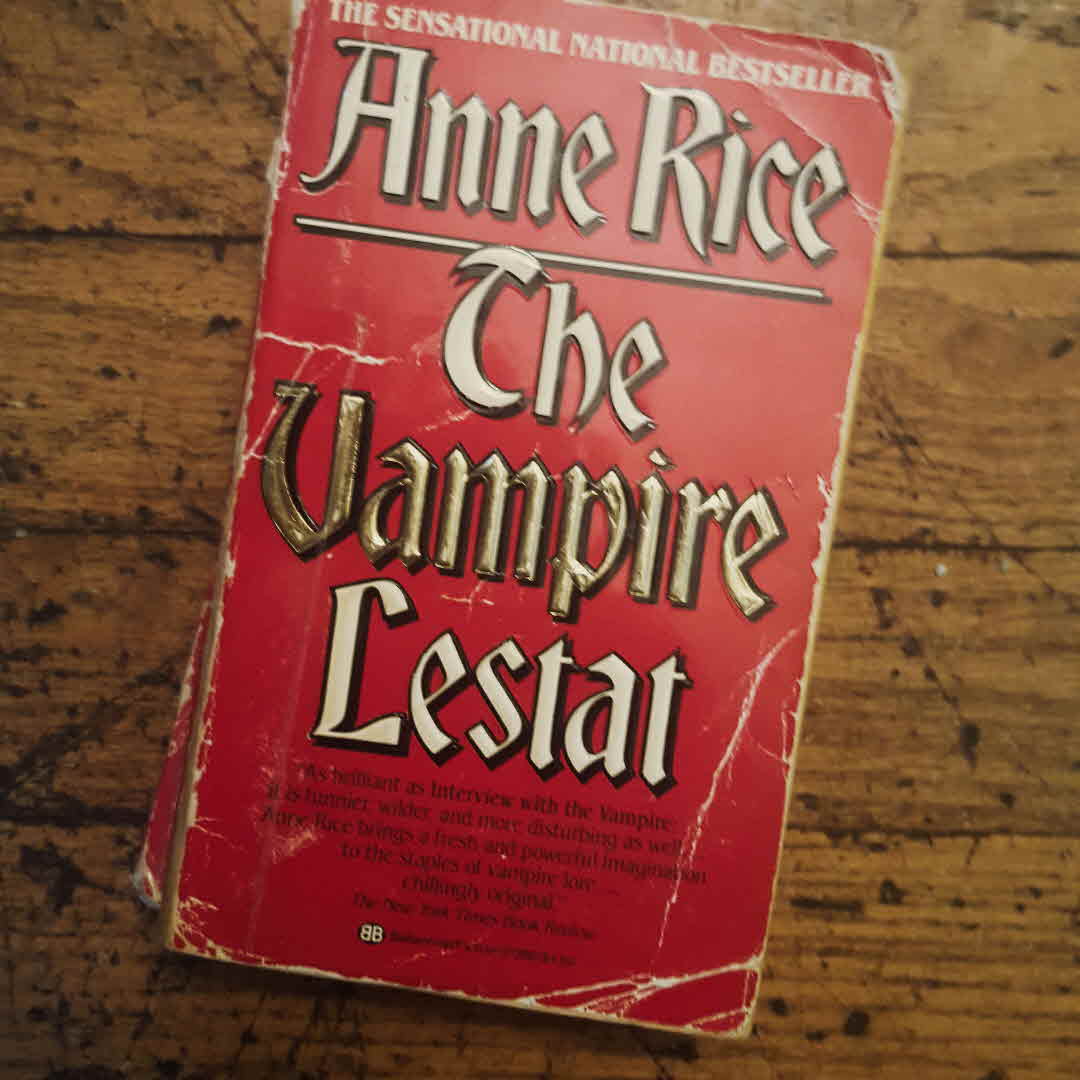 THE SENSATIONAL NATIONAL BESTSELLER
Anne Rice
The
Vampire
Lestat
"As brilliant as Interview with the Vampire...
it is funnier, wilder, and more disturbing as well...
Anne Rice brings a fresh and powerful imagination
to the staples of vampire lore ...
chillingly original."
The New York Times Book Review
BB